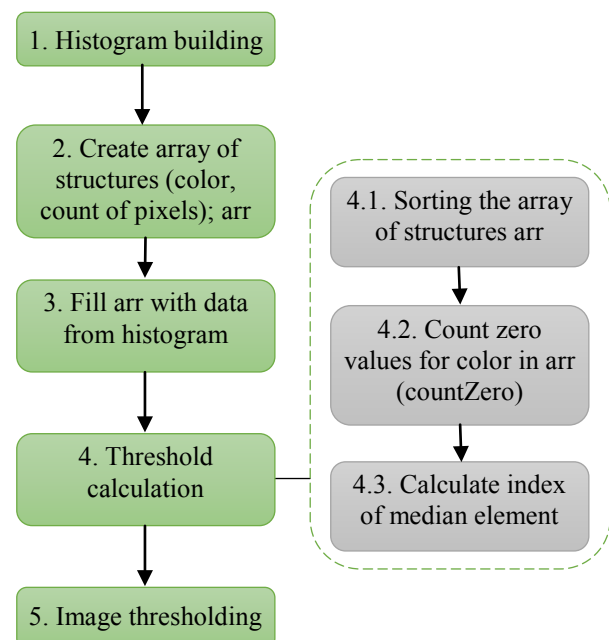 1. Histogram building
2. Create array of
structures (color,
count of pixels); arr
3. Fill arr with data
from histogram
4. Threshold
calculation
4.1. Sorting the array
of structures arr
4.2. Count zero
values for color in arr
(countZero)
4.3. Calculate index
of median element
5. Image thresholding